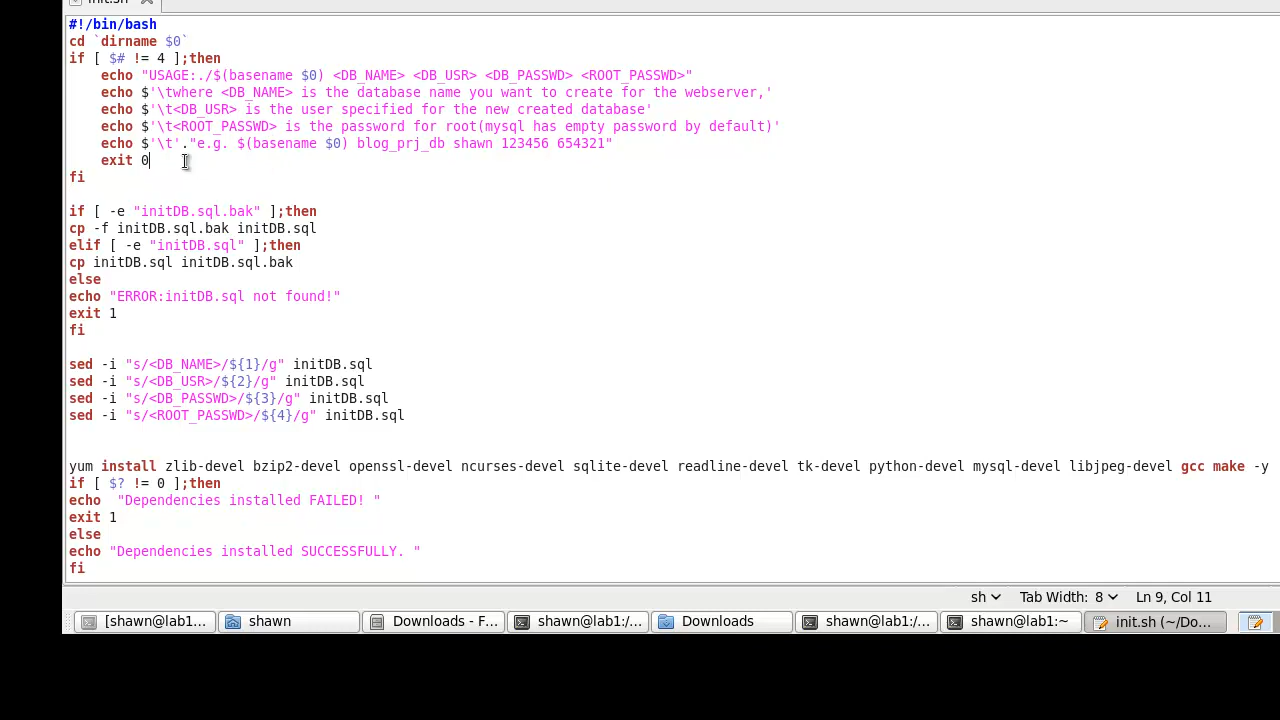 init.sh
#!/bin/bash
cd `dirname $0`
if [ $# != 4 ];then
    echo "USAGE:./$(basename $0) <DB_NAME> <DB_USR> <DB_PASSWD> <ROOT_PASSWD>"
    echo $'\twhere <DB_NAME> is the database name you want to create for the webserver,'
    echo $'\t<DB_USR> is the user specified for the new created database'
    echo $'\t<ROOT_PASSWD> is the password for root(mysql has empty password by default)'
    echo $'\t'."e.g. $(basename $0) blog_prj_db shawn 123456 654321"
    exit 0
fi

if [ -e "initDB.sql.bak" ];then
cp -f initDB.sql.bak initDB.sql
elif [ -e "initDB.sql" ];then
cp initDB.sql initDB.sql.bak
else
echo "ERROR:initDB.sql not found!"
exit 1
fi

sed -i "s/<DB_NAME>/${1}/g" initDB.sql
sed -i "s/<DB_USR>/${2}/g" initDB.sql
sed -i "s/<DB_PASSWD>/${3}/g" initDB.sql
sed -i "s/<ROOT_PASSWD>/${4}/g" initDB.sql

yum install zlib-devel bzip2-devel openssl-devel ncurses-devel sqlite-devel readline-devel tk-devel python-devel mysql-devel libjpeg-devel gcc make -y
if [ $? != 0 ];then
echo  "Dependencies installed FAILED! "
exit 1
else
echo "Dependencies installed SUCCESSFULLY. "
fi
sh Tab Width: 8 Ln 9, Col 11
[shawn@lab1... shawn Downloads - F... shawn@lab1:/... Downloads shawn@lab1:/... shawn@lab1:~ init.sh (~/Do...